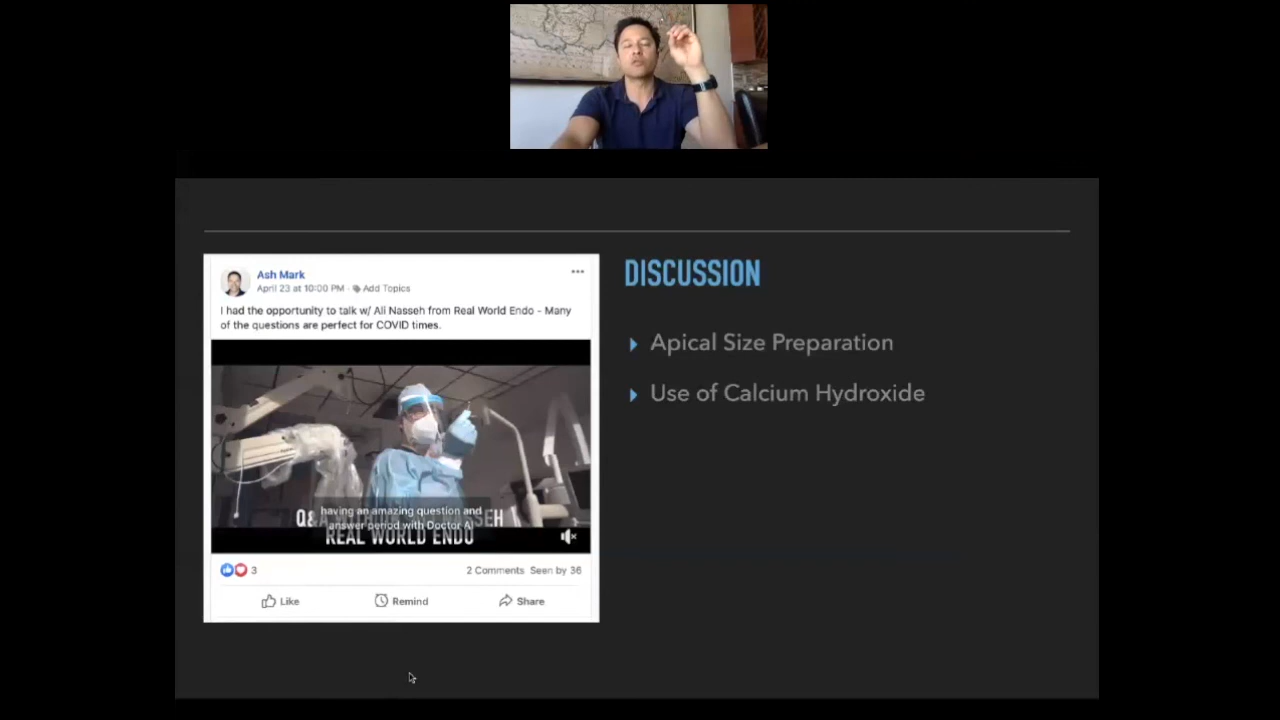 Ash Mark
April 23 at 10:00 PM · Add Topics
I had the opportunity to talk w/ Ali Nasseh from Real World Endo - Many
of the questions are perfect for COVID times.
having an amazing question and
answer period with Doctor Al
REAL WORLD ENDO
3
2 Comments Seen by 36
Like
Remind
Share
DISCUSSION
Apical Size Preparation
Use of Calcium Hydroxide